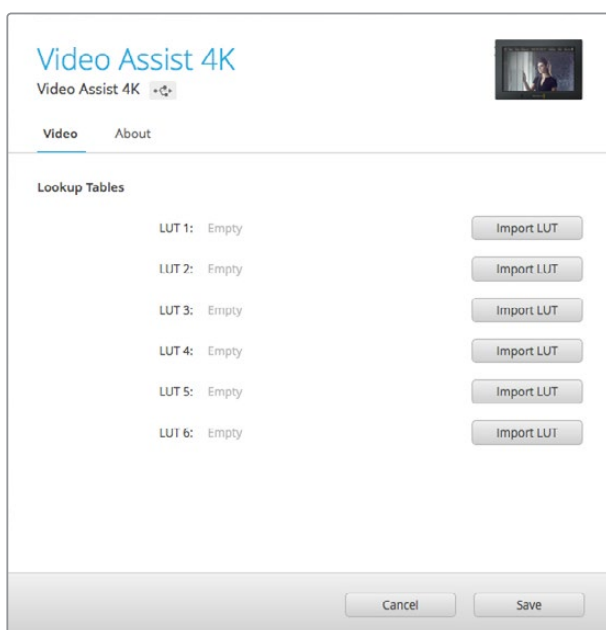 Video Assist 4K
Video Assist 4K
Video About
Lookup Tables
LUT 1: Empty Import LUT
LUT 2: Empty Import LUT
LUT 3: Empty Import LUT
LUT 4: Empty Import LUT
LUT 5: Empty Import LUT
LUT 6: Empty Import LUT
Cancel Save